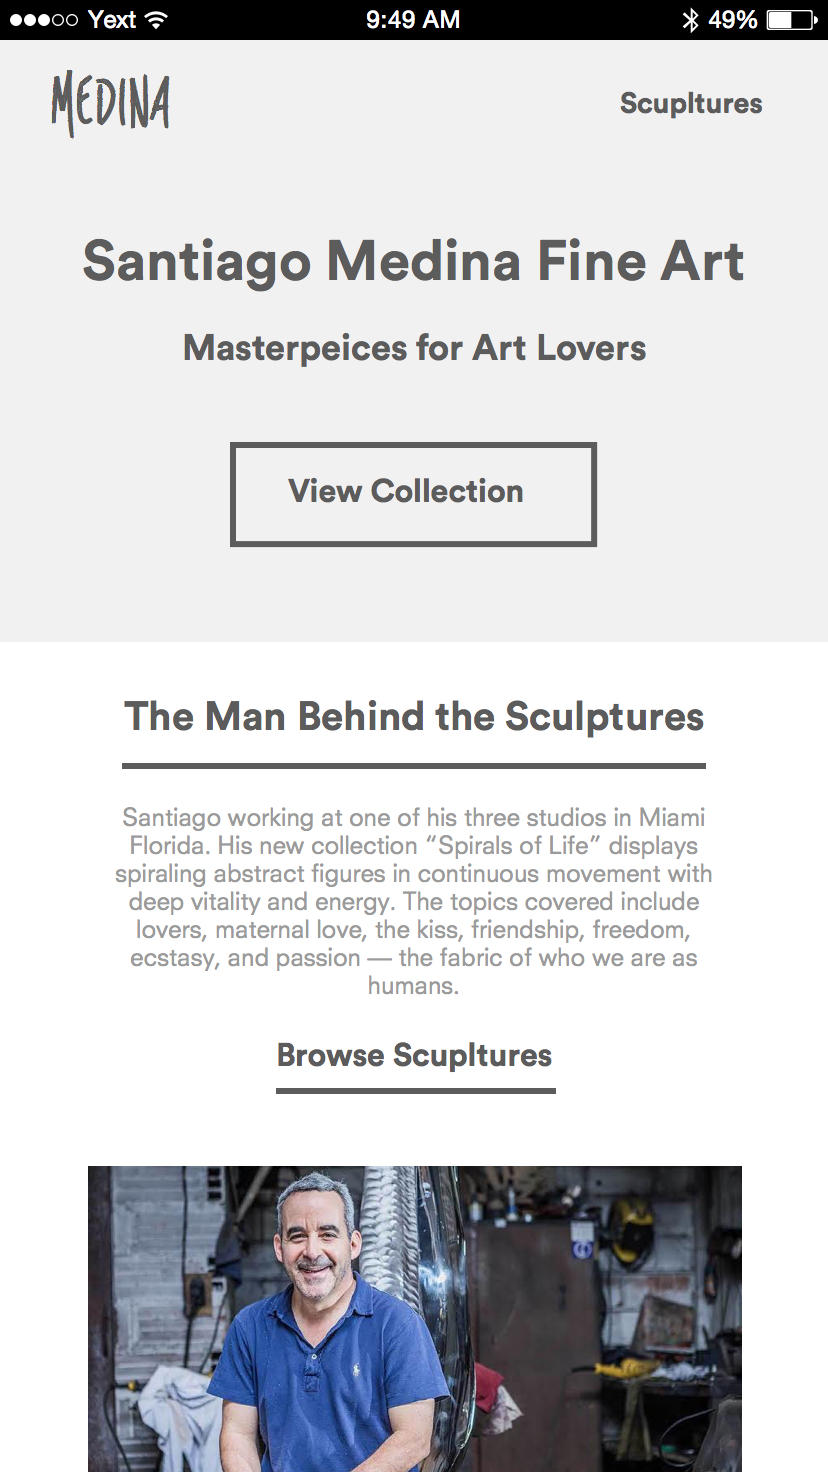 Yext 9:49 AM 49%
MEDINA
Scupltures
Santiago Medina Fine Art
Masterpeices for Art Lovers
View Collection
The Man Behind the Sculptures
Santiago working at one of his three studios in Miami
Florida. His new collection “Spirals of Life” displays
spiraling abstract figures in continuous movement with
deep vitality and energy. The topics covered include
lovers, maternal love, the kiss, friendship, freedom,
ecstasy, and passion — the fabric of who we are as
humans.
Browse Scupltures